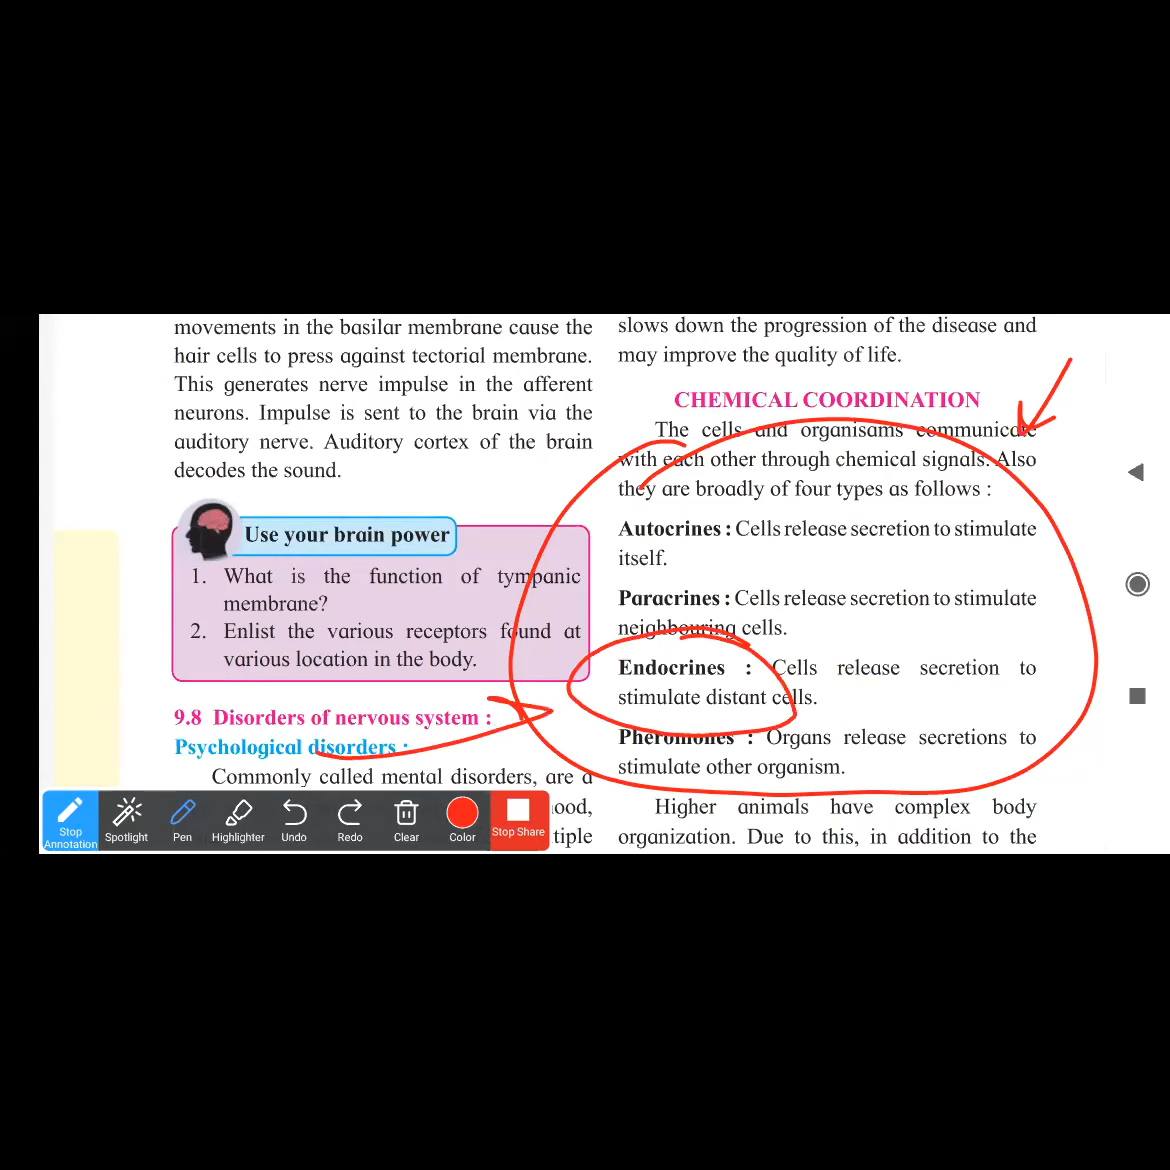 movements in the basilar membrane cause the
hair cells to press against tectorial membrane.
This generates nerve impulse in the afferent
neurons. Impulse is sent to the brain via the
auditory nerve. Auditory cortex of the brain
decodes the sound.
Use your brain power
1. What is the function of tympanic
membrane?
2. Enlist the various receptors found at
various location in the body.
9.8 Disorders of nervous system :
Psychological disorders :
Commonly called mental disorders, are a
ood,
tiple
slows down the progression of the disease and
may improve the quality of life.
CHEMICAL COORDINATION
The cells and organisams communicate
with each other through chemical signals. Also
they are broadly of four types as follows :
Autocrines : Cells release secretion to stimulate
itself.
Paracrines : Cells release secretion to stimulate
neighbouring cells.
Endocrines : Cells release secretion to
stimulate distant cells.
Pheromones : Organs release secretions to
stimulate other organism.
Higher animals have complex body
organization. Due to this, in addition to the
Stop Annotation
Spotlight
Pen
Highlighter
Undo
Redo
Clear
Color
Stop Share